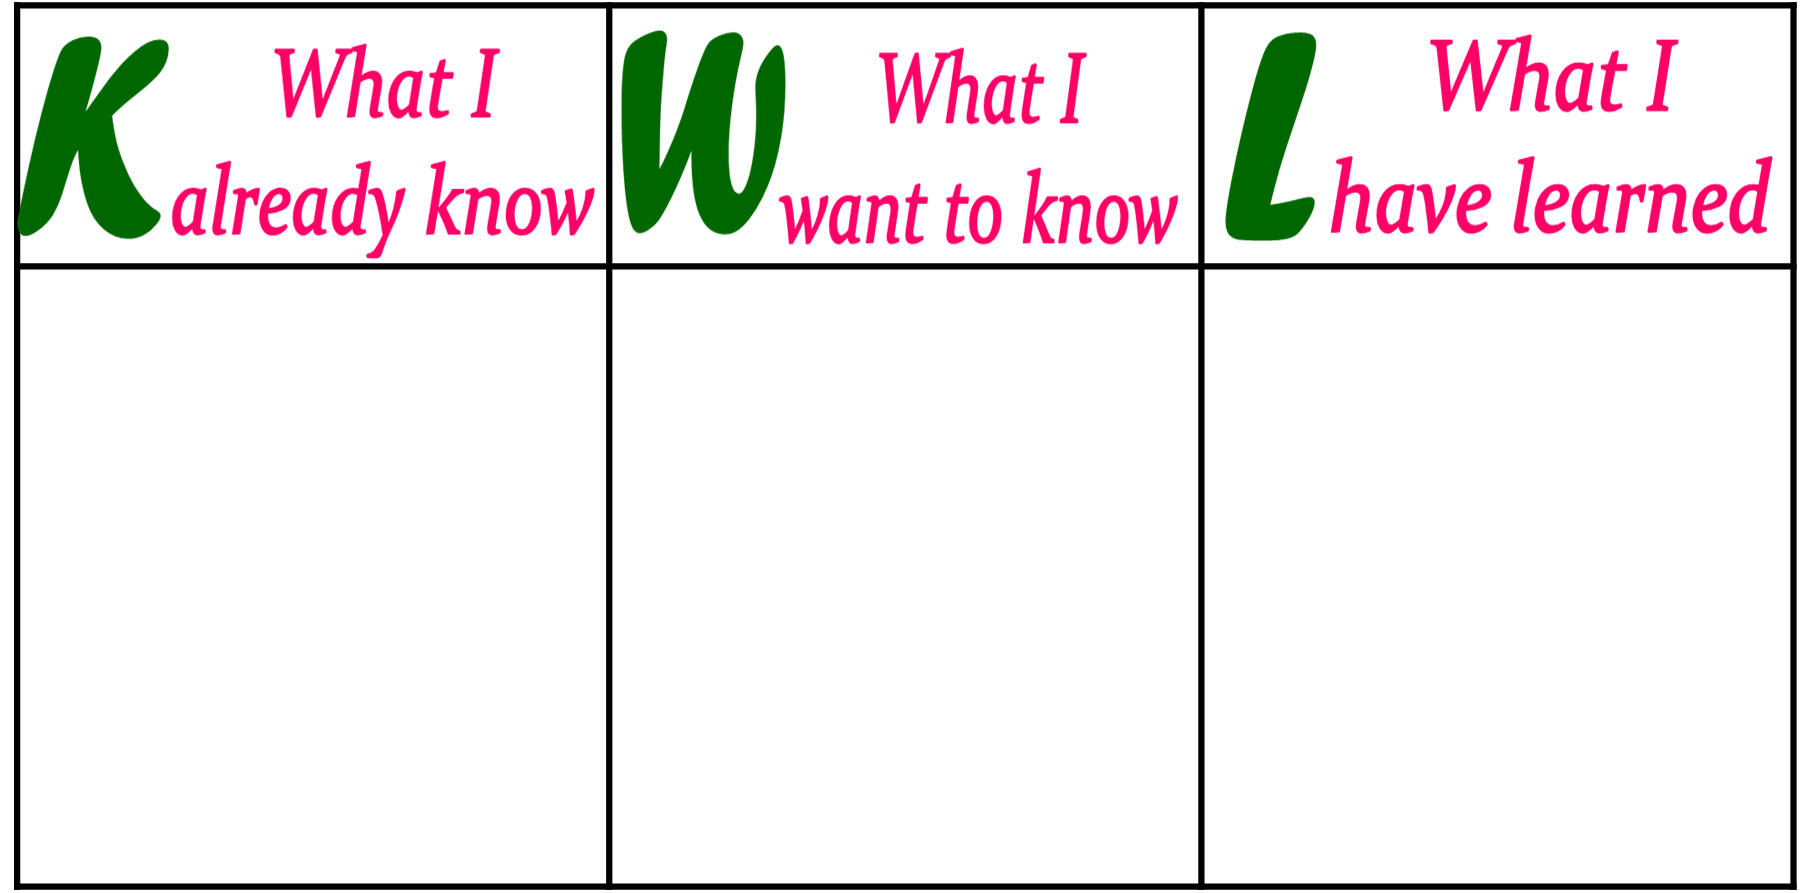 K What I
already know
W What I
want to know
L What I
have learned